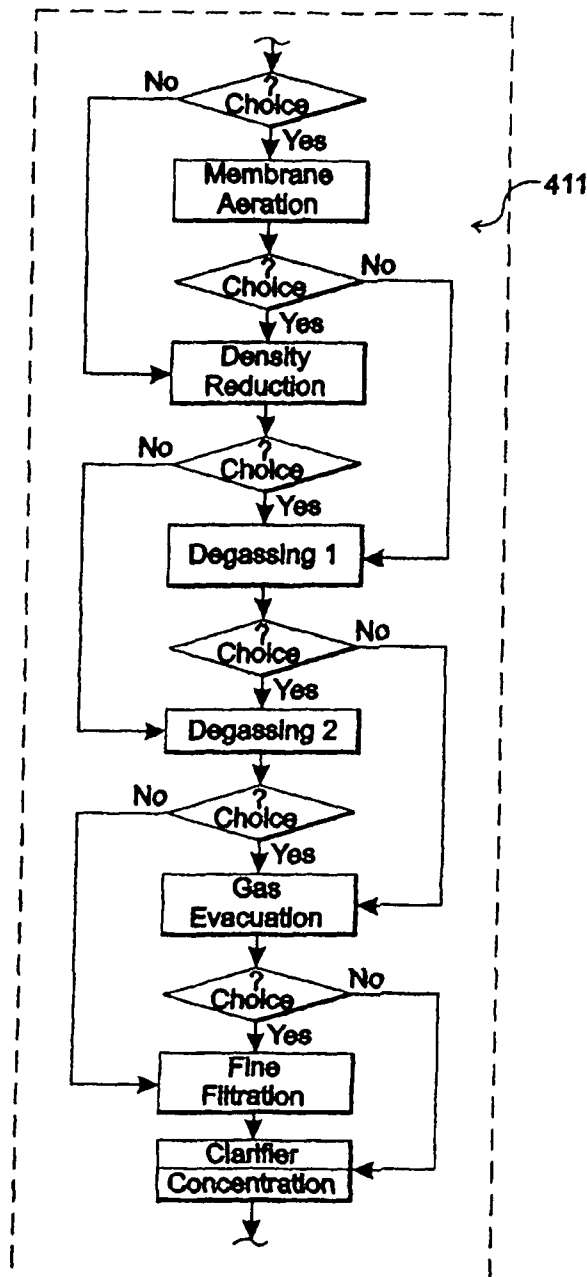 No
?
Choice
Yes
Membrane
Aeration
411
?
Choice
No
Yes
Density
Reduction
No
?
Choice
Yes
Degassing 1
?
Choice
No
Yes
Degassing 2
No
?
Choice
Yes
Gas
Evacuation
?
Choice
No
Yes
Fine
Filtration
Clarifier
Concentration